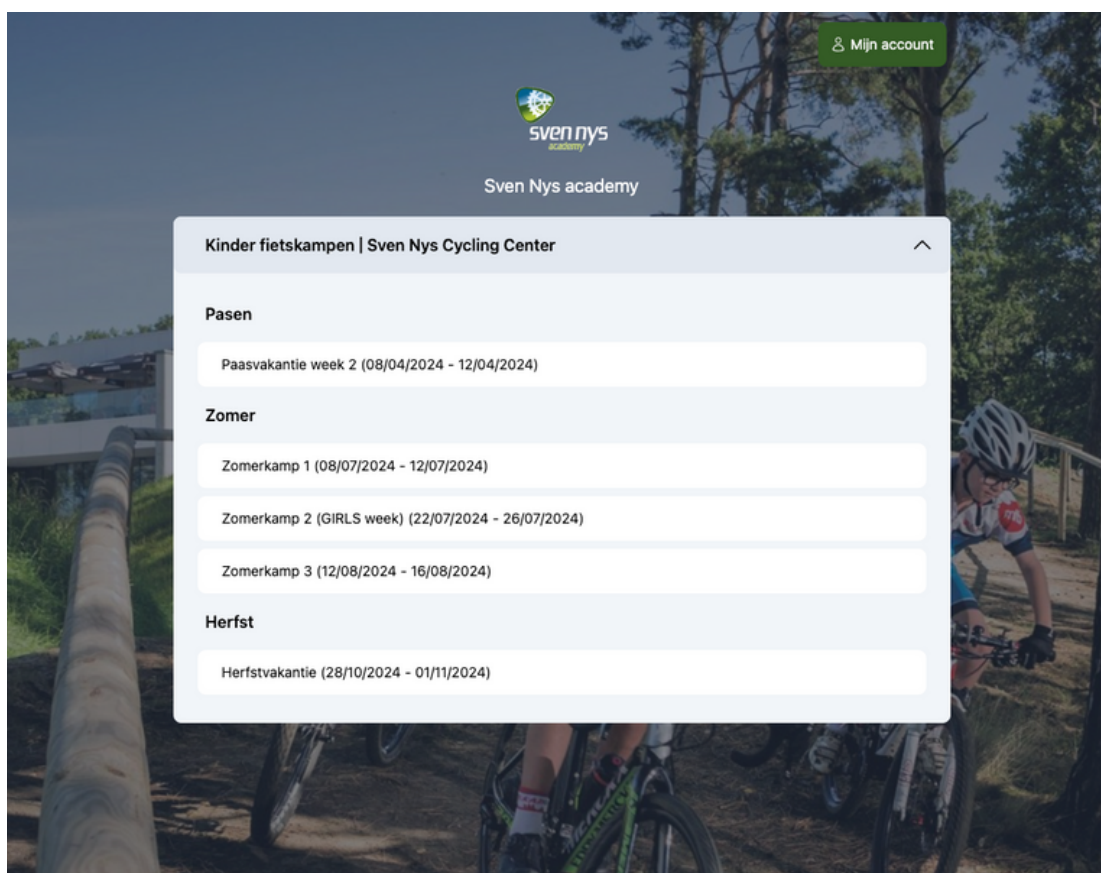 Mijn account
sven nys
academy
Sven Nys academy
Kinder fietskampen | Sven Nys Cycling Center
Pasen
Paasvakantie week 2 (08/04/2024 - 12/04/2024)
Zomer
Zomerkamp 1 (08/07/2024 - 12/07/2024)
Zomerkamp 2 (GIRLS week) (22/07/2024 - 26/07/2024)
Zomerkamp 3 (12/08/2024 - 16/08/2024)
Herfst
Herfstvakantie (28/10/2024 - 01/11/2024)